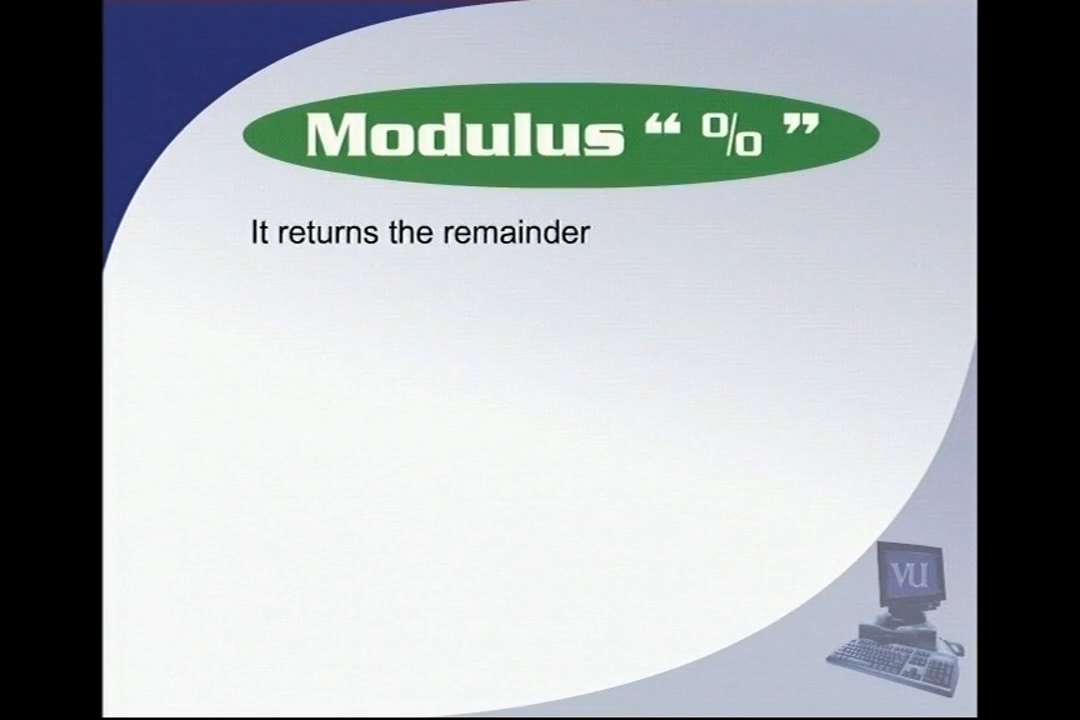 Modulus “ % ”
It returns the remainder
VU